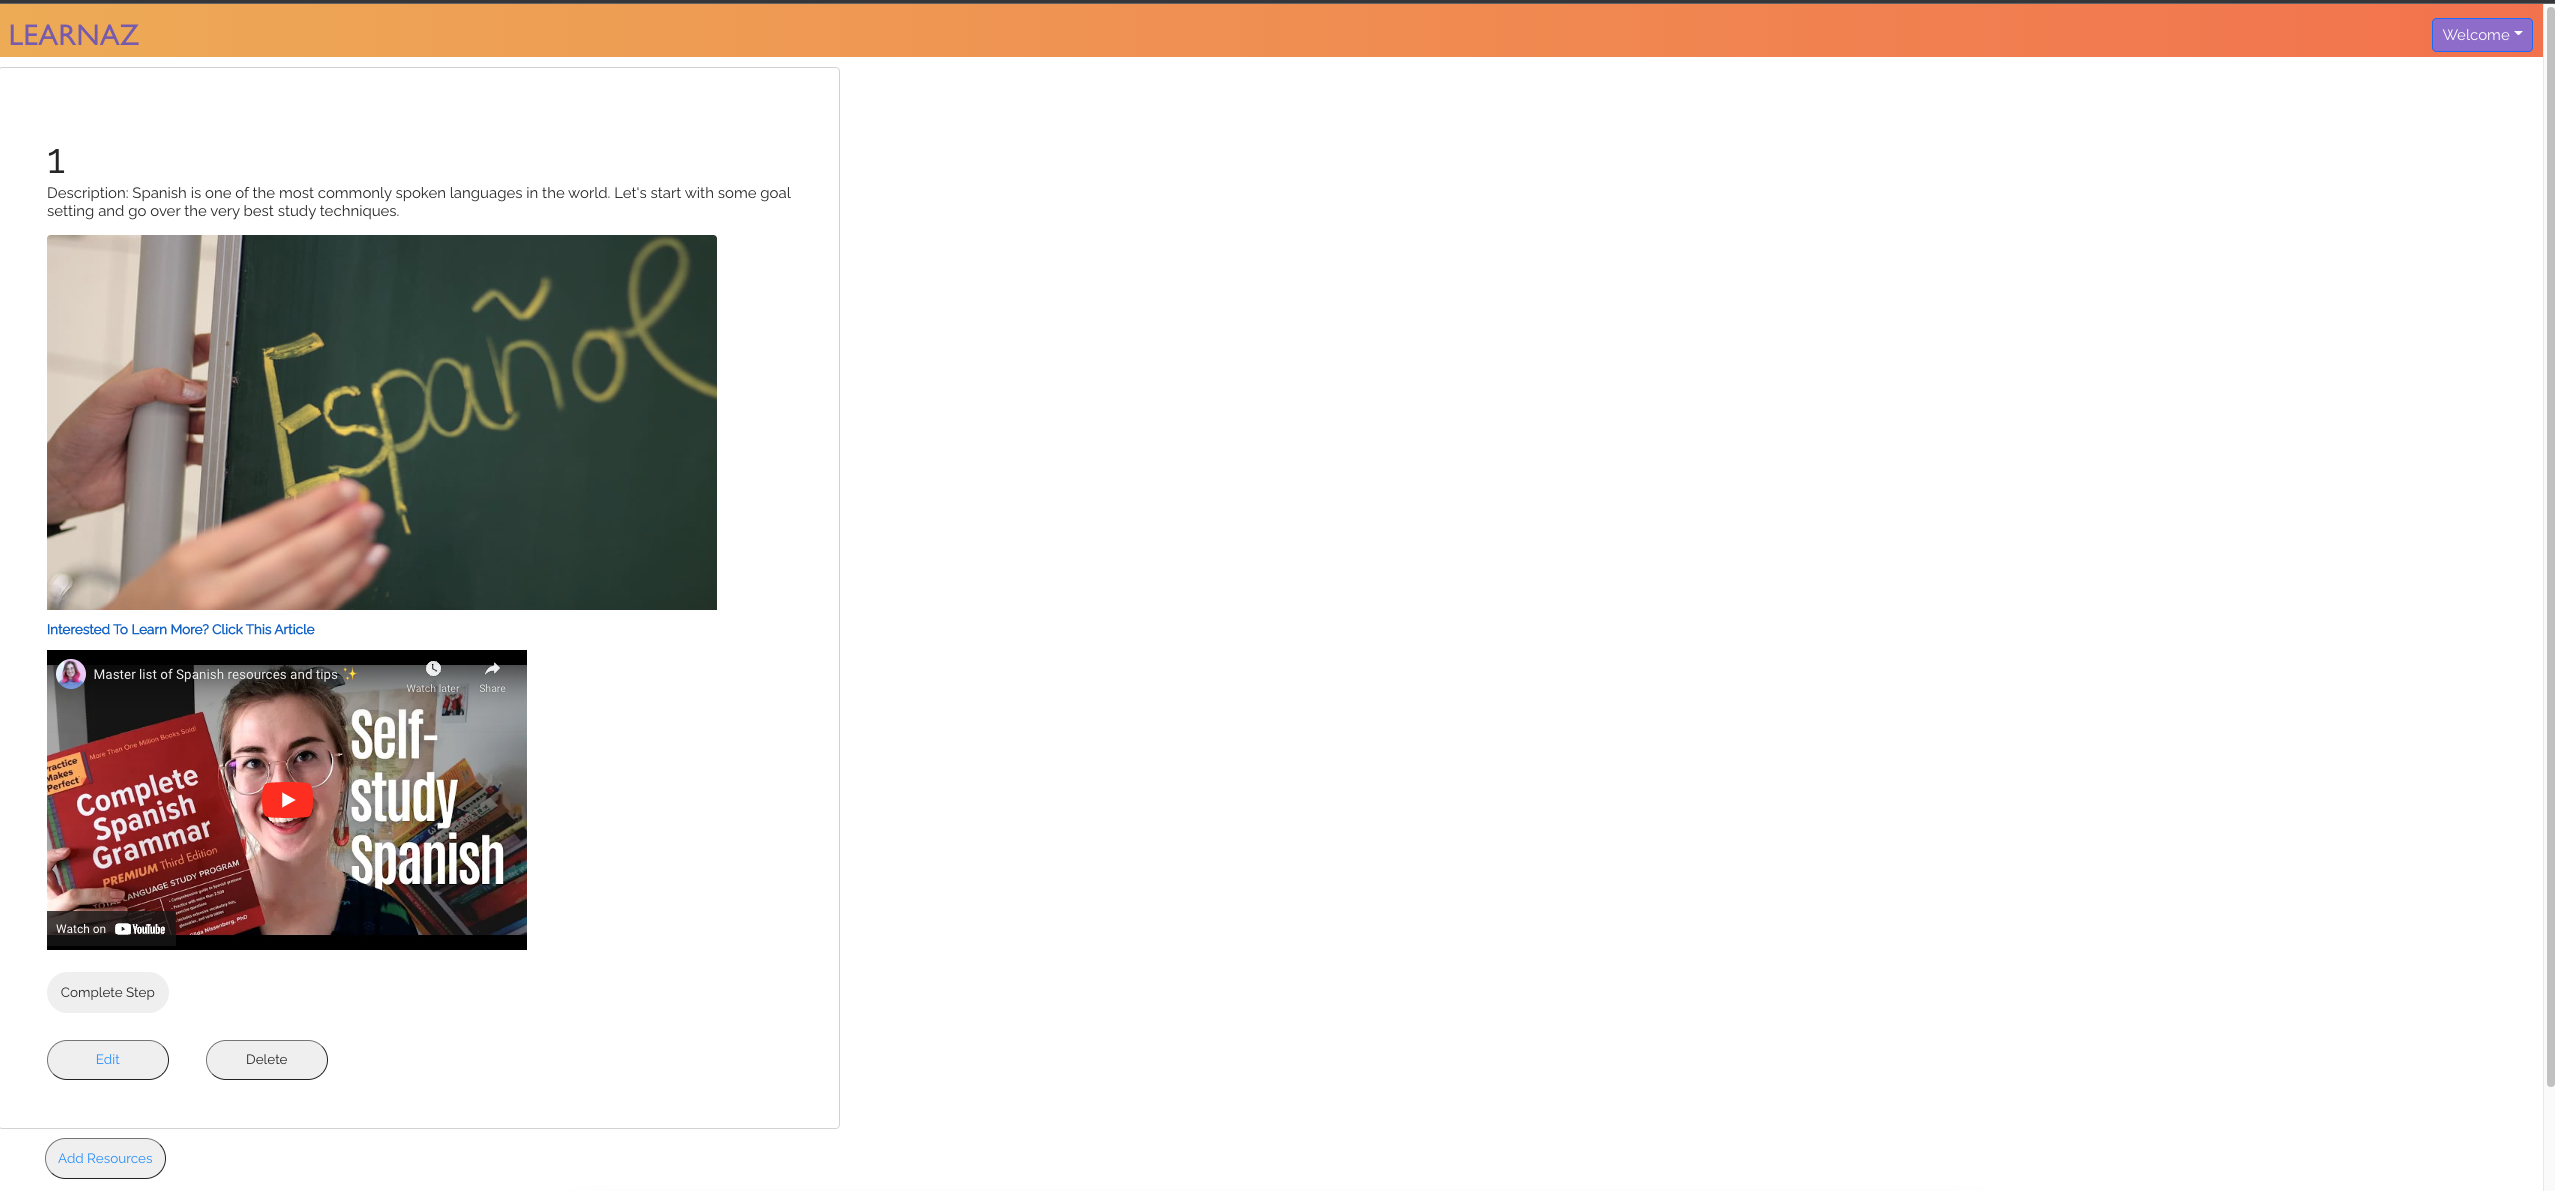 LEARNAZ
Welcome
1
Description: Spanish is one of the most commonly spoken languages in the world. Let's start with some goal
setting and go over the very best study techniques.
Español
Interested To Learn More? Click This Article
Master list of Spanish resources and tips ✨
Watch later
Share
More Than One Million Books Sold!
Practice
Makes
Perfect
Complete
Spanish
Grammar
PREMIUM Third Edition
LANGUAGE STUDY PROGRAM
Gilda Nissenberg, PhD
Self-
study
Spanish
Watch on YouTube
Complete Step
Edit
Delete
Add Resources